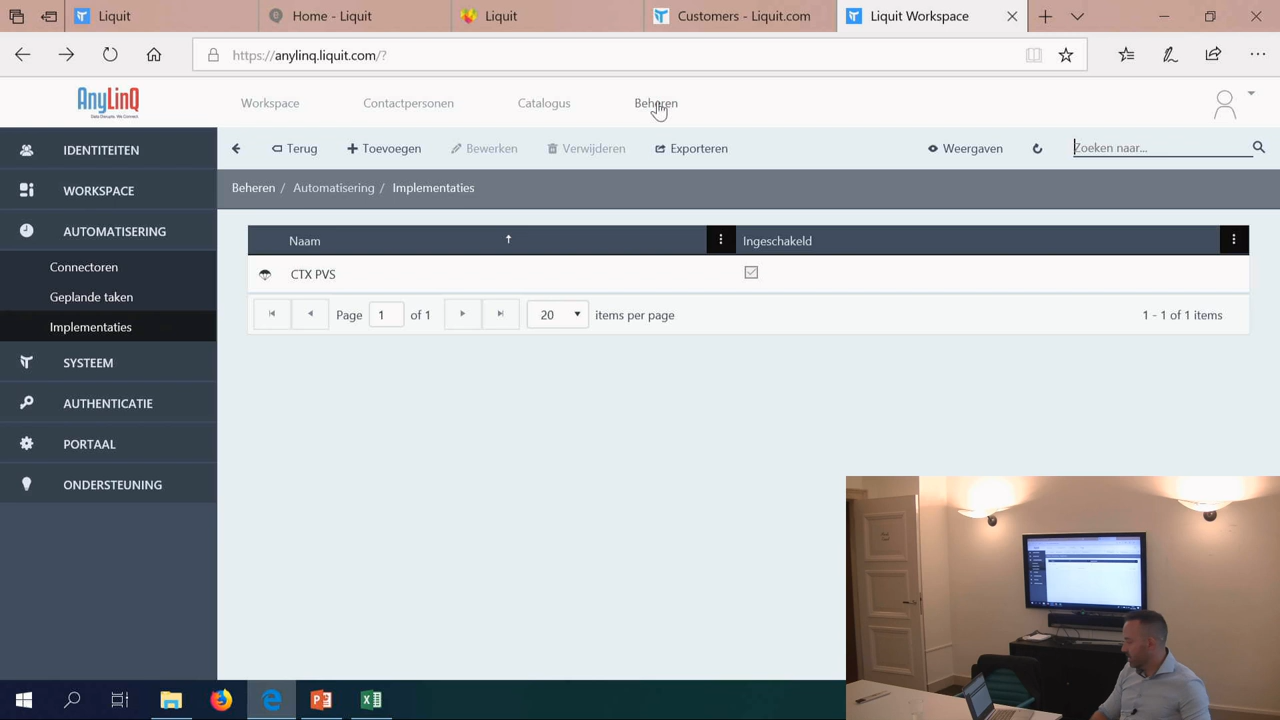 Liquit
Home - Liquit
Liquit
Customers - Liquit.com
Liquit Workspace
https://anylinq.liquit.com/?
AnyLinQ
Workspace
Contactpersonen
Catalogus
Beheren
Terug
Toevoegen
Bewerken
Verwijderen
Exporteren
Weergaven
Zoeken naar...
Beheren / Automatisering / Implementaties
IDENTITEITEN
WORKSPACE
AUTOMATISERING
Connectoren
Geplande taken
Implementaties
SYSTEEM
AUTHENTICATIE
PORTAAL
ONDERSTEUNING
Naam
Ingeschakeld
CTX PVS
Page 1 of 1
20 items per page
1 - 1 of 1 items